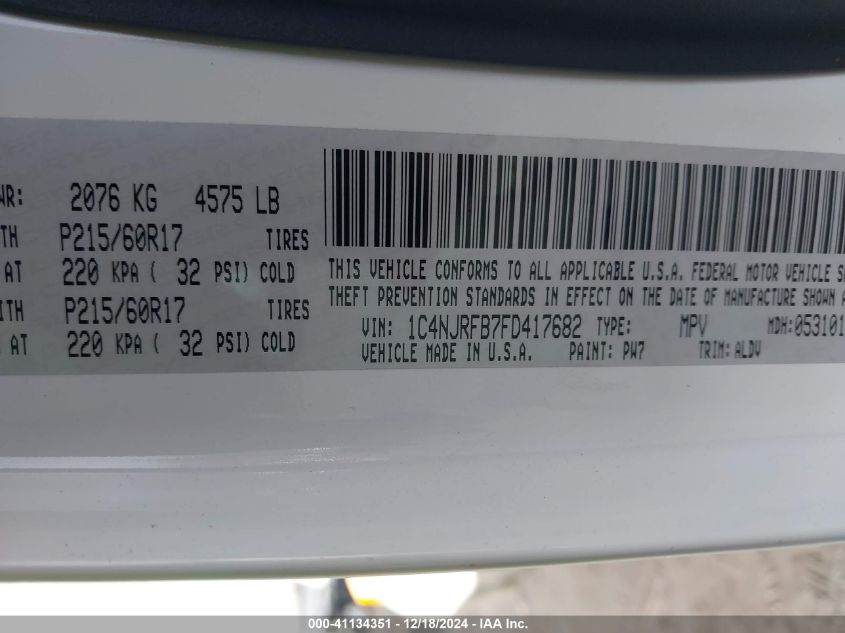 WR: 2076 KG 4575 LB
TH P215/60R17 TIRES
AT 220 KPA ( 32 PSI) COLD
ITH P215/60R17 TIRES
AT 220 KPA ( 32 PSI) COLD
THIS VEHICLE CONFORMS TO ALL APPLICABLE U.S.A. FEDERAL MOTOR VEHICLE S
THEFT PREVENTION STANDARDS IN EFFECT ON THE DATE OF MANUFACTURE SHOWN A
VIN: 1C4NJRFB7FD417682 TYPE: MPV MDH:053101
VEHICLE MADE IN U.S.A. PAINT: PW7 TRIM: ALDV
000-41134351 - 12/18/2024 - IAA Inc.